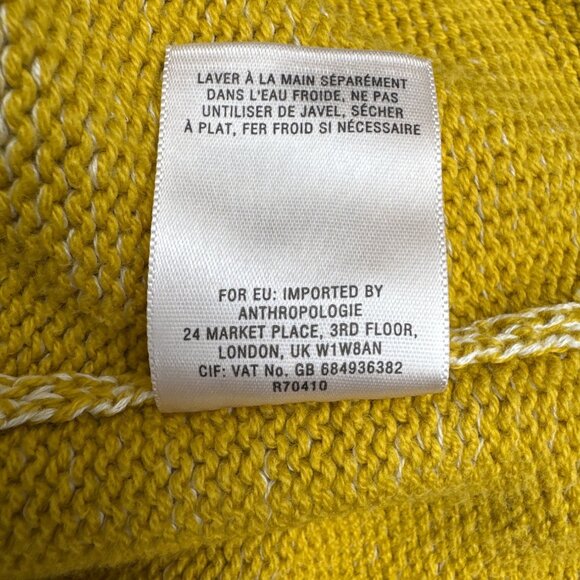 LAVER À LA MAIN SÉPARÉMENT
DANS L'EAU FROIDE, NE PAS
UNTILISER DE JAVEL, SÉCHER
À PLAT, FER FROID SI NÉCESSAIRE
FOR EU: IMPORTED BY
ANTHROPOLOGIE
24 MARKET PLACE, 3RD FLOOR,
LONDON, UK W1W8AN
CIF: VAT No. GB 684936382
R70410